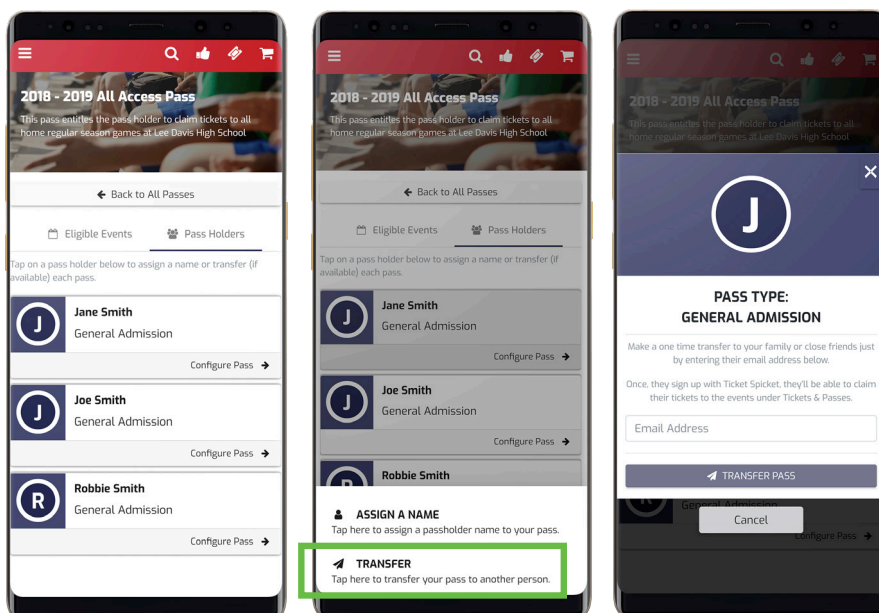 2018 - 2019 All Access Pass
This pass entitles the pass holder to claim tickets to all
home regular season games at Lee Davis High School
Back to All Passes
Eligible Events
Pass Holders
Tap on a pass holder below to assign a name or transfer (if
available) each pass.
J
Jane Smith
General Admission
Configure Pass
J
Joe Smith
General Admission
Configure Pass
R
Robbie Smith
General Admission
Configure Pass
2018 - 2019 All Access Pass
This pass entitles the pass holder to claim tickets to all
home regular season games at Lee Davis High School
Back to All Passes
Eligible Events
Pass Holders
Tap on a pass holder below to assign a name or transfer (if
available) each pass.
J
Jane Smith
General Admission
Configure Pass
J
Joe Smith
General Admission
Configure Pass
Robbie Smith
ASSIGN A NAME
Tap here to assign a passholder name to your pass.
TRANSFER
Tap here to transfer your pass to another person.
2018 - 2019 All Access Pass
This pass entitles the pass holder to claim tickets to all
home regular season games at Lee Davis High School
J
PASS TYPE:
GENERAL ADMISSION
Make a one time transfer to your family or close friends just
by entering their email address below.
Once, they sign up with Ticket Spicket, they'll be able to claim
their tickets to the events under Tickets & Passes.
Email Address
TRANSFER PASS
General Admission
Cancel
Configure Pass